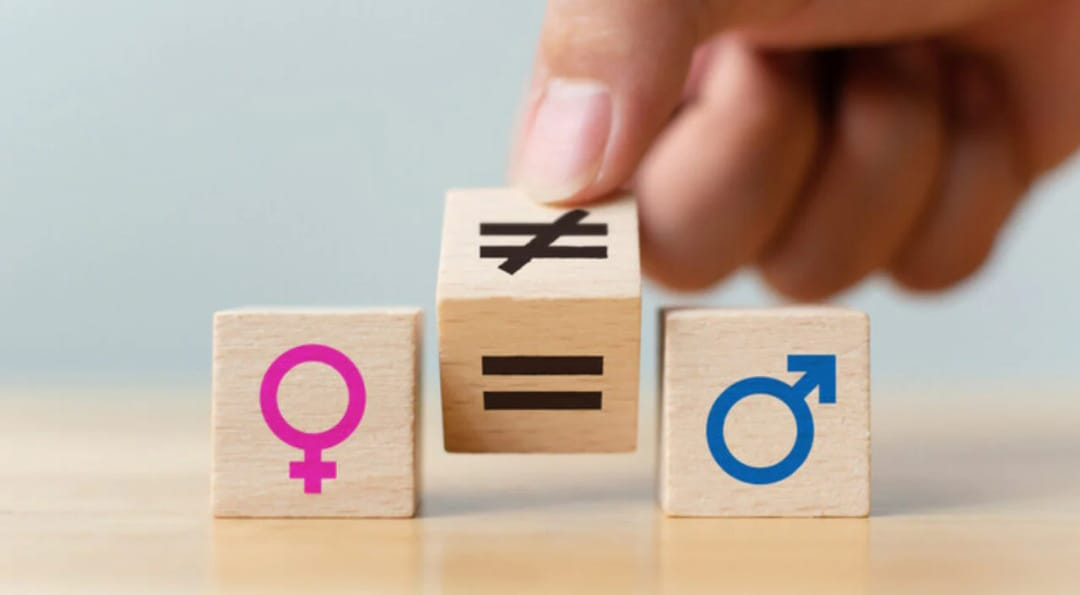 ≠
♀ = ♂